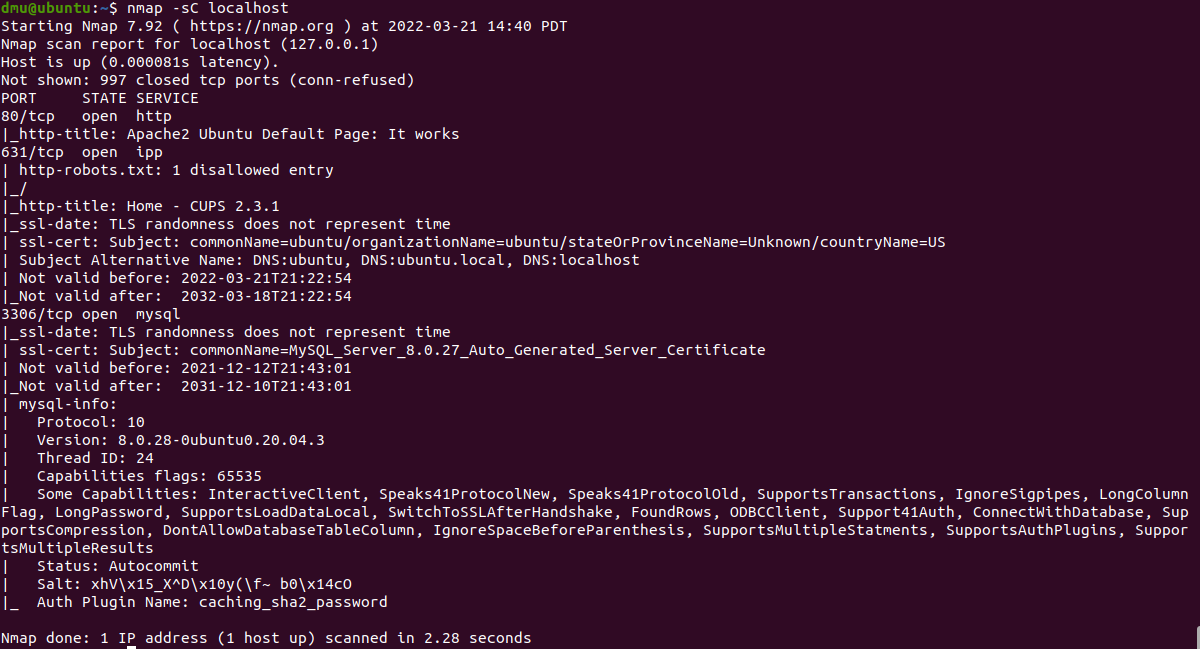 dmu@ubuntu:~$ nmap -sC localhost
Starting Nmap 7.92 ( https://nmap.org ) at 2022-03-21 14:40 PDT
Nmap scan report for localhost (127.0.0.1)
Host is up (0.000081s latency).
Not shown: 997 closed tcp ports (conn-refused)
PORT     STATE SERVICE
80/tcp   open  http
|_http-title: Apache2 Ubuntu Default Page: It works
631/tcp  open  ipp
| http-robots.txt: 1 disallowed entry
|_/
|_http-title: Home - CUPS 2.3.1
|_ssl-date: TLS randomness does not represent time
| ssl-cert: Subject: commonName=ubuntu/organizationName=ubuntu/stateOrProvinceName=Unknown/countryName=US
| Subject Alternative Name: DNS:ubuntu, DNS:ubuntu.local, DNS:localhost
| Not valid before: 2022-03-21T21:22:54
|_Not valid after:  2032-03-18T21:22:54
3306/tcp open  mysql
|_ssl-date: TLS randomness does not represent time
| ssl-cert: Subject: commonName=MySQL_Server_8.0.27_Auto_Generated_Server_Certificate
| Not valid before: 2021-12-12T21:43:01
|_Not valid after:  2031-12-10T21:43:01
| mysql-info:
|   Protocol: 10
|   Version: 8.0.28-0ubuntu0.20.04.3
|   Thread ID: 24
|   Capabilities flags: 65535
|   Some Capabilities: InteractiveClient, Speaks41ProtocolNew, Speaks41ProtocolOld, SupportsTransactions, IgnoreSigpipes, LongColumn
Flag, LongPassword, SupportsLoadDataLocal, SwitchToSSLAfterHandshake, FoundRows, ODBCClient, Support41Auth, ConnectWithDatabase, Sup
portsCompression, DontAllowDatabaseTableColumn, IgnoreSpaceBeforeParenthesis, SupportsMultipleStatments, SupportsAuthPlugins, Suppor
tsMultipleResults
|   Status: Autocommit
|   Salt: xhV\x15_X^D\x10y(\f~ b0\x14cO
|_  Auth Plugin Name: caching_sha2_password

Nmap done: 1 IP address (1 host up) scanned in 2.28 seconds